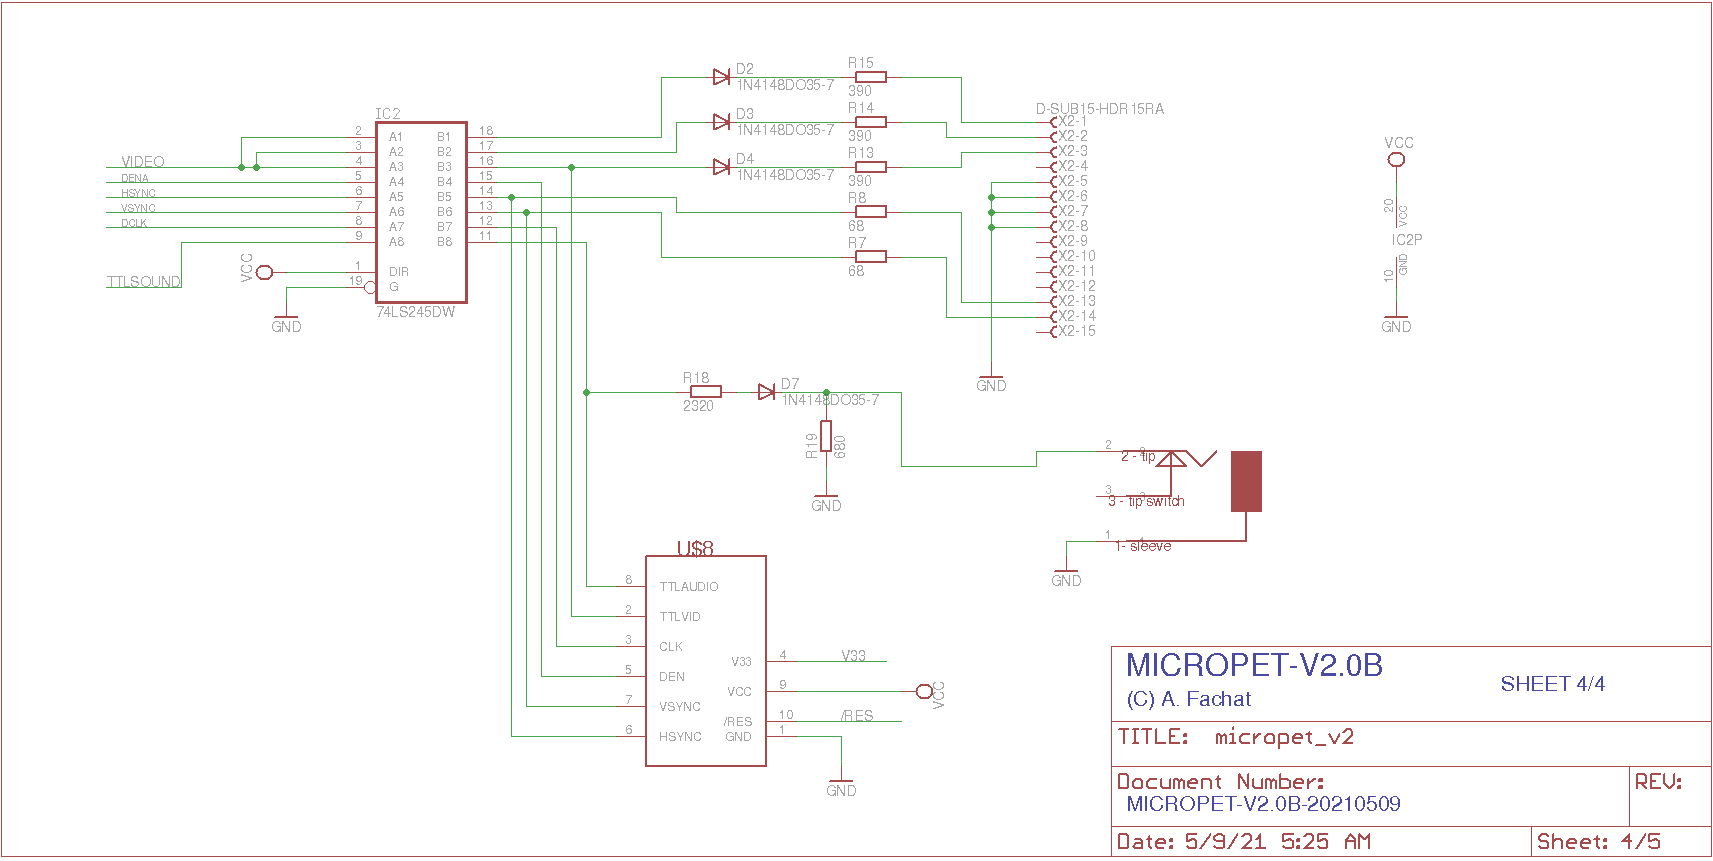 D2
1N4148DO35-7
R15
390
D3
1N4148DO35-7
R14
390
D4
1N4148DO35-7
R13
390
R8
68
R7
68
IC2
2 A1 B1 18
3 A2 B2 17
4 A3 B3 16
5 A4 B4 15
6 A5 B5 14
7 A6 B6 13
8 A7 B7 12
9 A8 B8 11
1 DIR
19 G
74LS245DW
VIDEO
DENA
HSYNC
VSYNC
DCLK
TTLSOUND
VCC
GND
D-SUB15-HDR15RA
X2-1
X2-2
X2-3
X2-4
X2-5
X2-6
X2-7
X2-8
X2-9
X2-10
X2-11
X2-12
X2-13
X2-14
X2-15
GND
VCC
20 VCC
IC2P
10 GND
GND
R18
2320
D7
1N4148DO35-7
R19
680
GND
2
2 - tip
3
3 - tip switch
1
1- sleeve
GND
U$8
8 TTLAUDIO
2 TTLVID
3 CLK
5 DEN
7 VSYNC
6 HSYNC
V33 4 V33
VCC 9 VCC
/RES 10 /RES
GND 1
GND
MICROPET-V2.0B
(C) A. Fachat
SHEET 4/4
TITLE: micropet_v2
Document Number:
MICROPET-V2.0B-20210509
REV:
Date: 5/9/21 5:25 AM
Sheet: 4/5